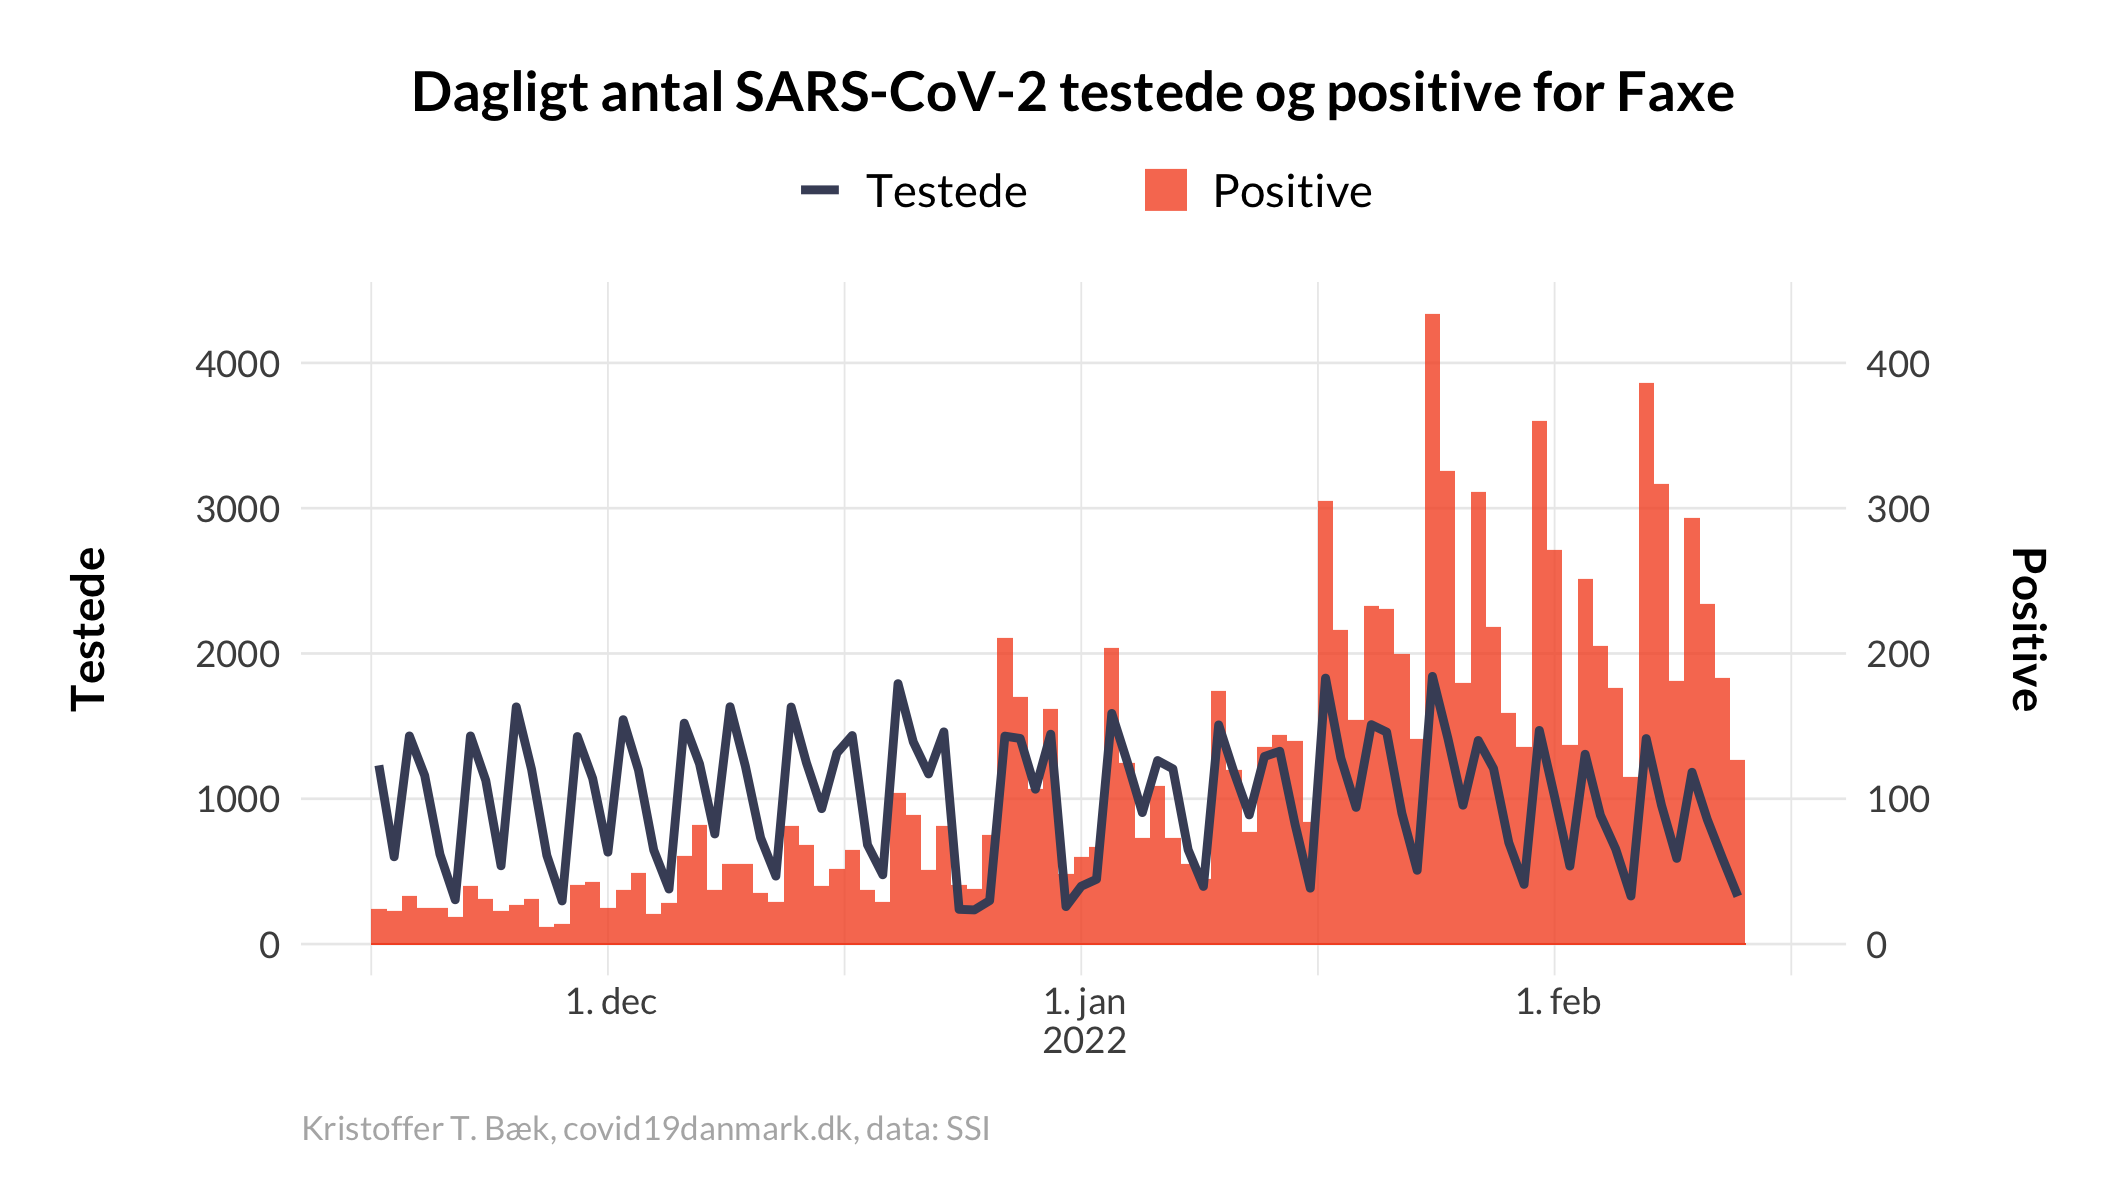 Dagligt antal SARS-CoV-2 testede og positive for Faxe
Testede Positive
Testede
4000
3000
2000
1000
0
400
300
200
100
0
Positive
1. dec
1. jan
2022
1. feb
Kristoffer T. Bæk, covid19danmark.dk, data: SSI